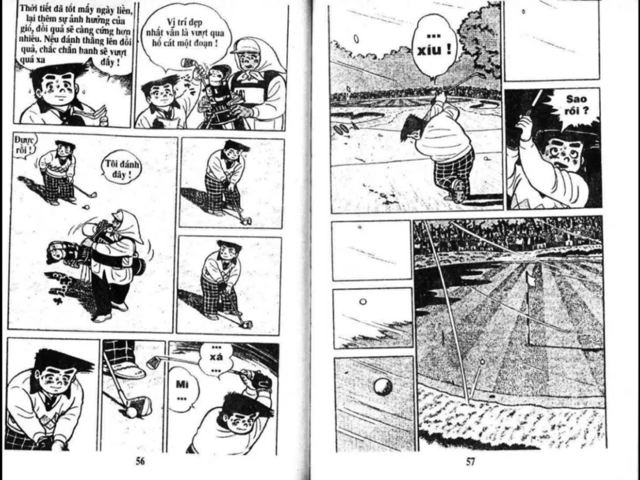 Thời tiết đã tốt mấy ngày liền,
lại thêm sự ảnh hưởng của
gió, đồi quả sẽ càng cứng hơn
nhiều. Nếu đánh thẳng lên đồi
quả, chắc chắn banh sẽ vượt
quá xa đấy !
Vị trí đẹp
nhất vẫn là vượt qua
hố cát một đoạn !
Được
rồi !
Tôi đánh
đây !
...
xá
...
Mi
...
56
...
xíu !
Sao
rồi ?
57